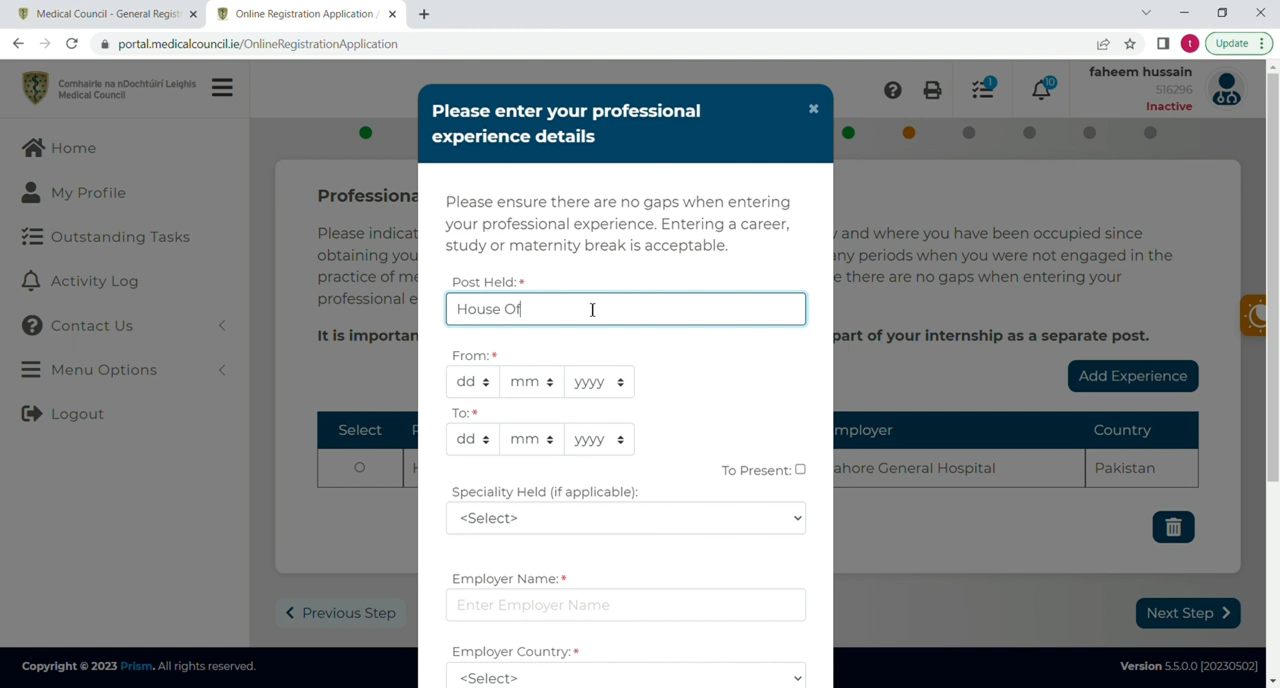 Medical Council - General Regist
Online Registration Application /
portal.medicalcouncil.ie/OnlineRegistrationApplication
t
Update
Comhairle na nDochtúirí Leighis
Medical Council
1
10
faheem hussain
516296
Inactive
Home
My Profile
Outstanding Tasks
Activity Log
Contact Us
Menu Options
Logout
Professiona
Please indicat
obtaining you
practice of me
professional e
It is importan
y and where you have been occupied since
ny periods when you were not engaged in the
e there are no gaps when entering your
part of your internship as a separate post.
Add Experience
Select
mployer
Country
ahore General Hospital
Pakistan
Previous Step
Next Step
Please enter your professional
experience details
Please ensure there are no gaps when entering
your professional experience. Entering a career,
study or maternity break is acceptable.
Post Held:*
House Of
From:*
dd mm yyyy
To:*
dd mm yyyy
To Present:
Speciality Held (if applicable):
<Select>
Employer Name:*
Enter Employer Name
Employer Country:*
<Select>
Copyright © 2023 Prism. All rights reserved.
Version 5.5.0.0 [20230502]